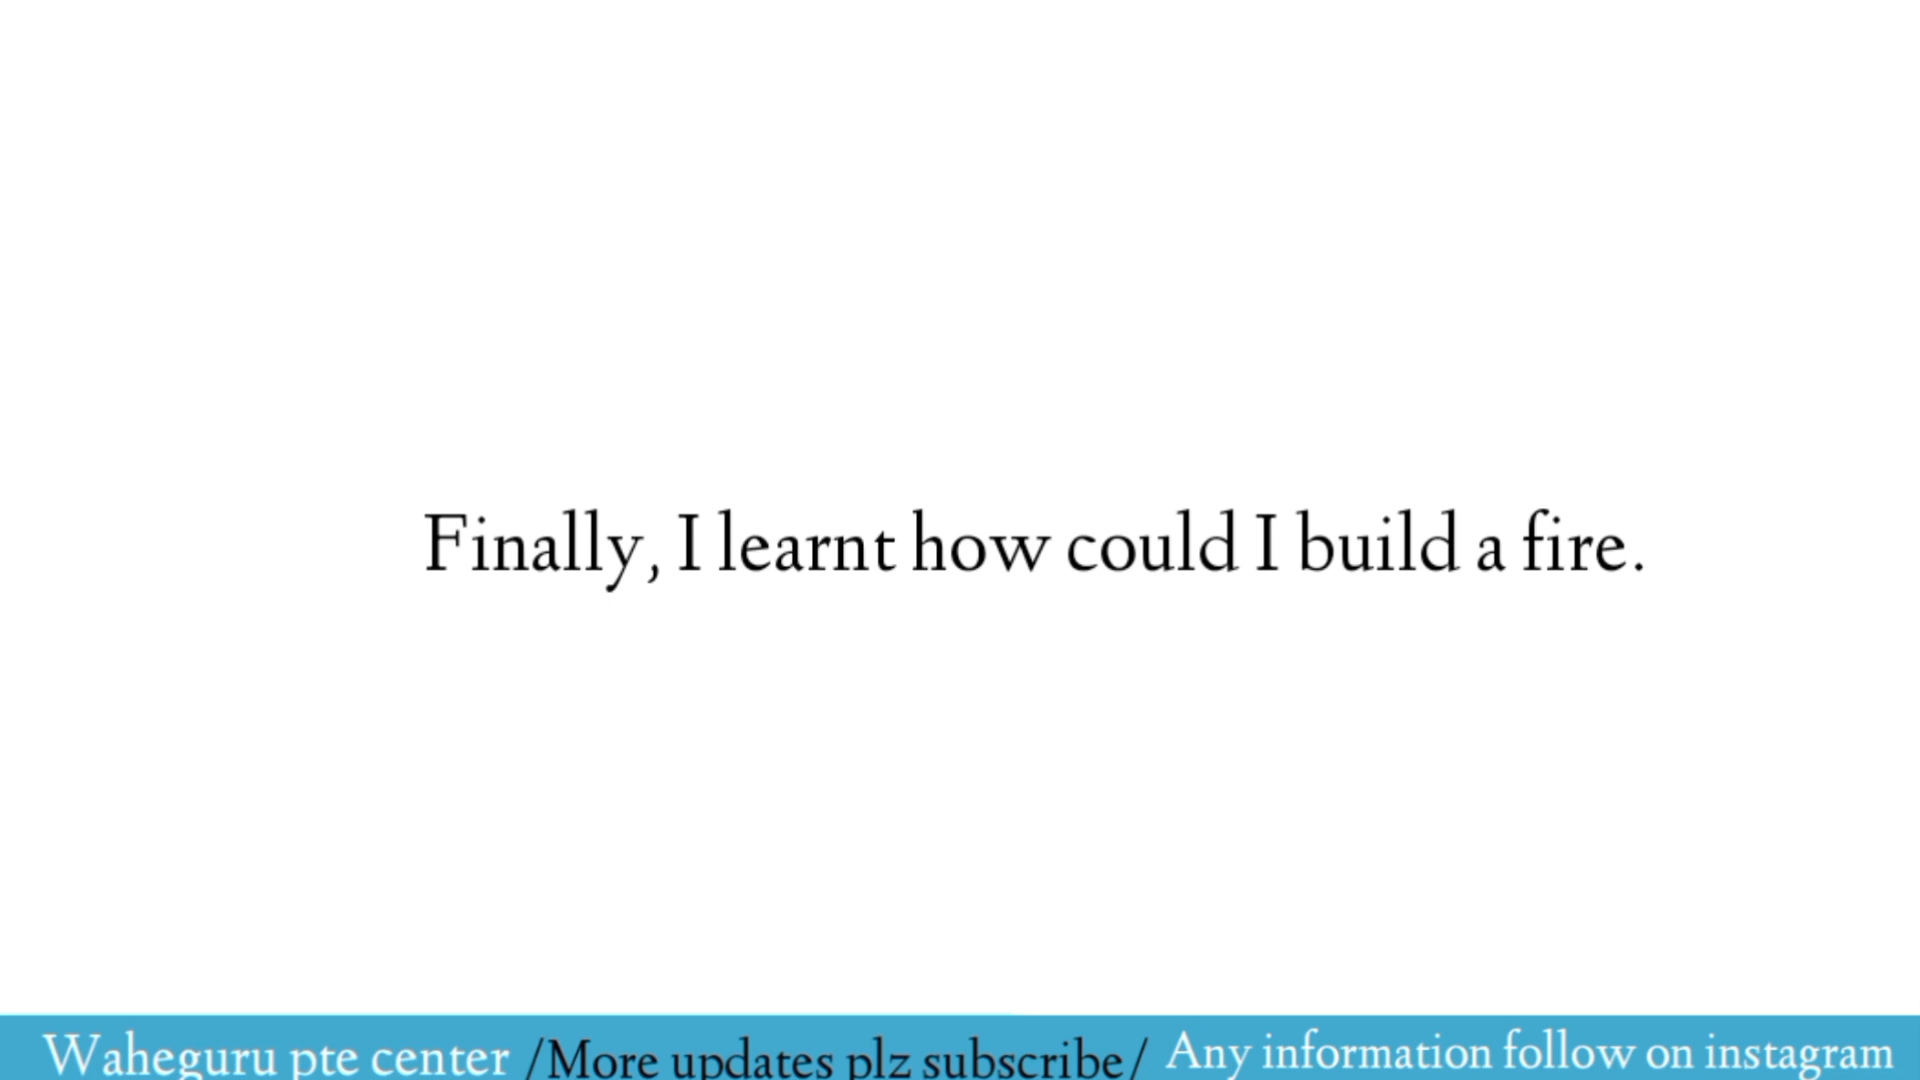 Finally, I learnt how could I build a fire.
Waheguru pte center /More updates plz subscribe/ Any information follow on instagram